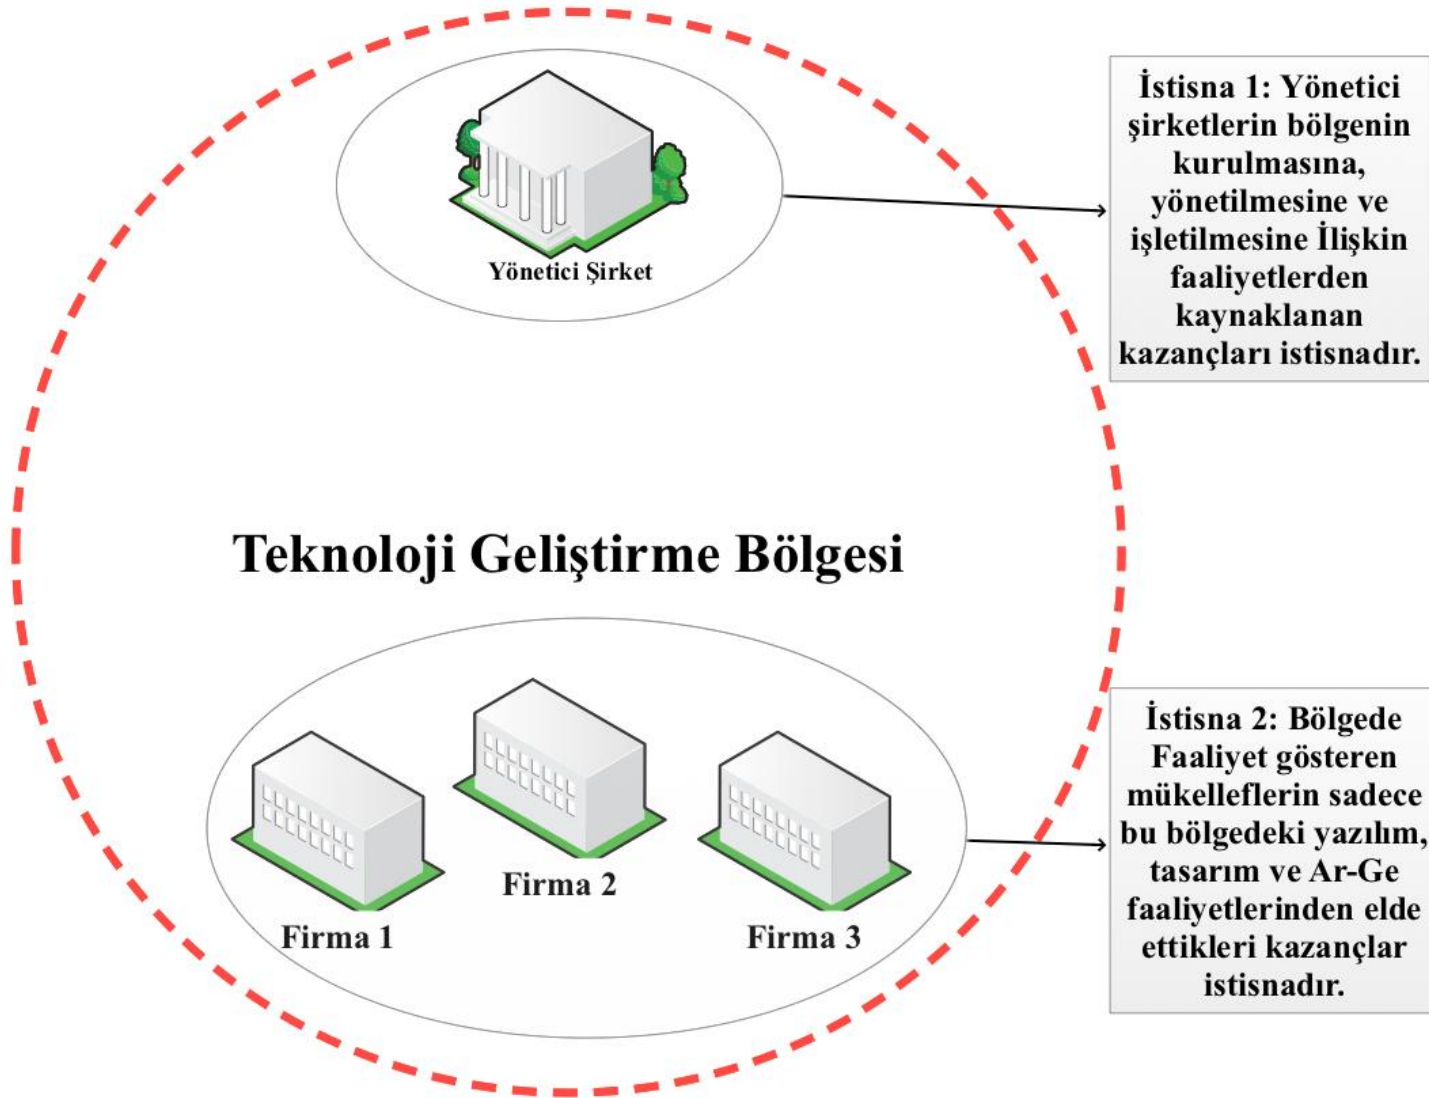 İstisna 1: Yönetici
şirketlerin bölgenin
kurulmasına,
yönetilmesine ve
işletilmesine İlişkin
faaliyetlerden
kaynaklanan
kazançları istisnadır.
Yönetici Şirket
Teknoloji Geliştirme Bölgesi
Firma 1
Firma 2
Firma 3
İstisna 2: Bölgede
Faaliyet gösteren
mükelleflerin sadece
bu bölgedeki yazılım,
tasarım ve Ar-Ge
faaliyetlerinden elde
ettikleri kazançlar
istisnadır.